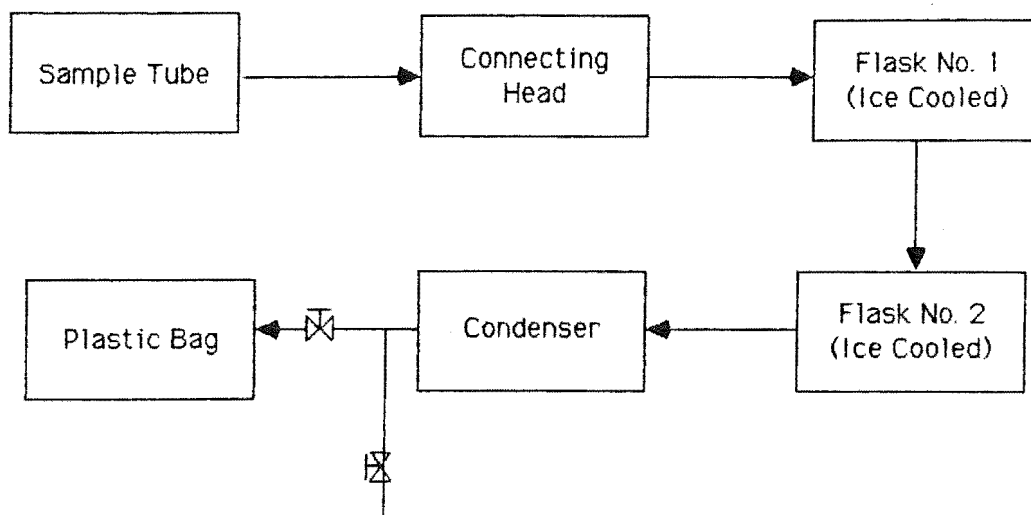 Sample Tube
Connecting
Head
Flask No. 1
(Ice Cooled)
Flask No. 2
(Ice Cooled)
Condenser
Plastic Bag